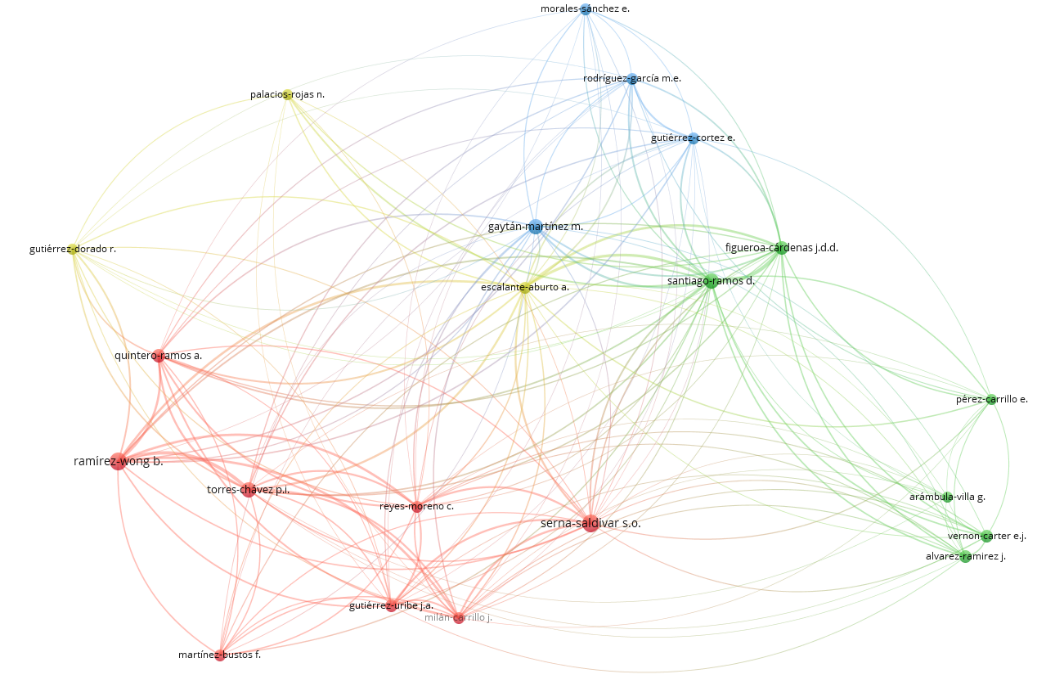 morales-sánchez e.
rodríguez-garcía m.e.
palacios-rojas n.
gutiérrez-cortez e.
gaytán-martínez m.
figueroa-cárdenas j.d.d.
gutiérrez-dorado r.
santiago-ramos d.
escalante-aburto a.
quintero-ramos a.
pérez-carrillo e.
ramírez-wong b.
torres-chávez p.i.
arámbula-villa g.
reyes-moreno c.
serna-saldivar s.o.
vernon-carter e.j.
alvarez-ramirez j.
gutiérrez-uribe j.a.
milán-carrillo j.
martínez-bustos f.